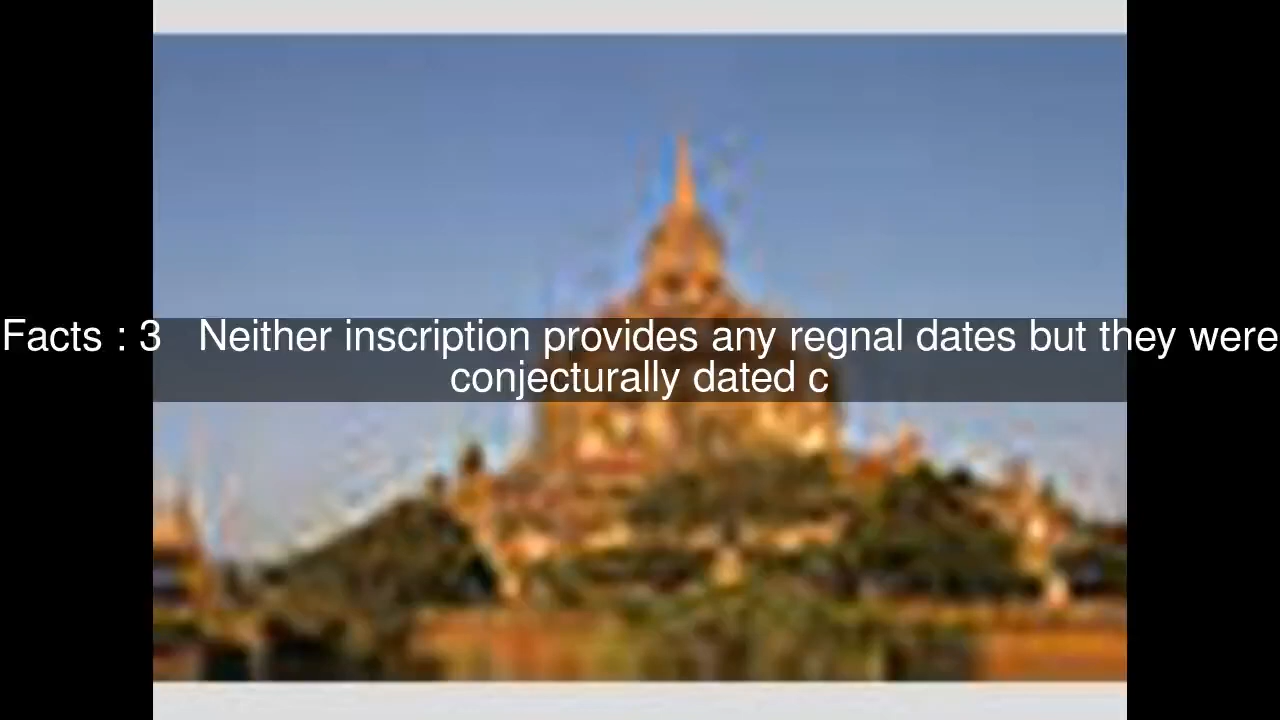 Facts : 3 Neither inscription provides any regnal dates but they were
conjecturally dated c